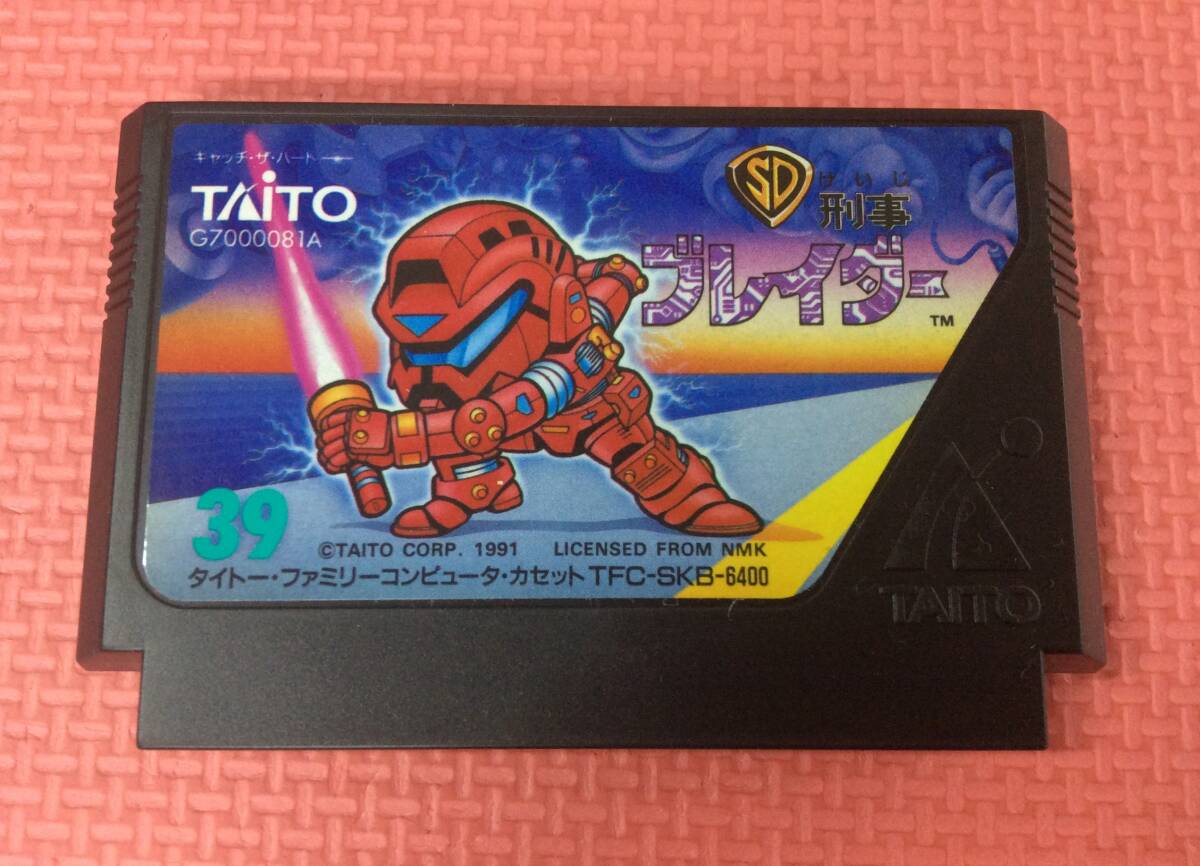 キャッチ・ザ・ハート
TAITO
G7000081A
SD
けいじ
刑事
ブレイダー
TM
39
©TAITO CORP. 1991 LICENSED FROM NMK
タイトー・ファミリーコンピュータ・カセット TFC-SKB-6400
TAITO